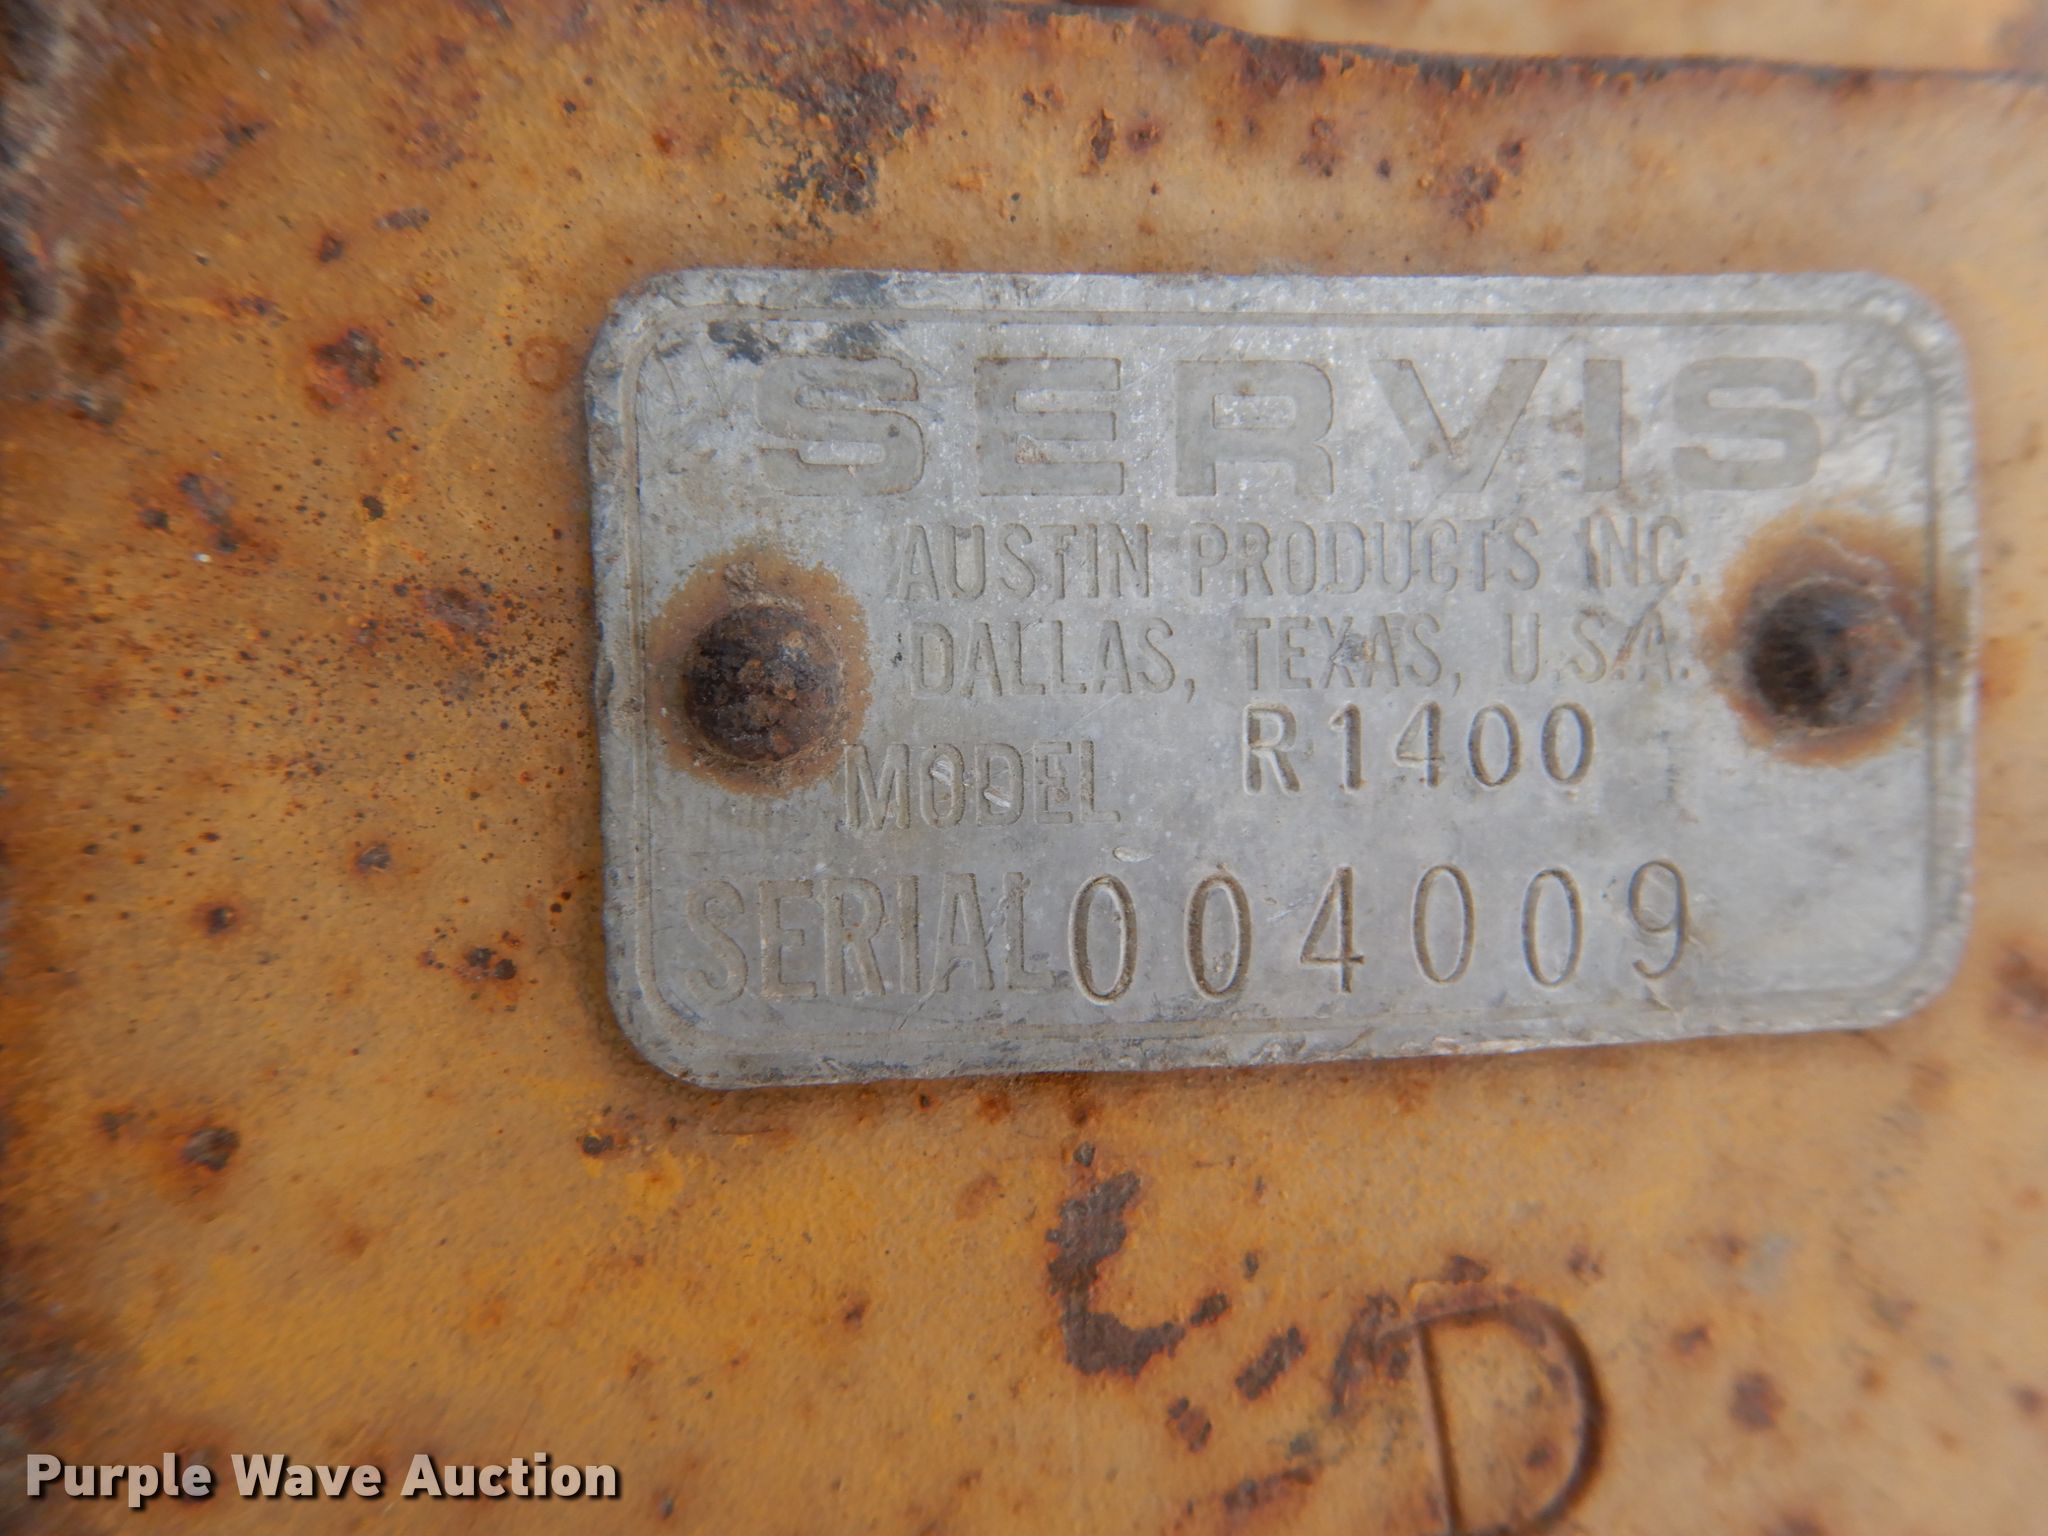 SERVIS
AUSTIN PRODUCTS INC.
DALLAS, TEXAS, U.S.A.
MODEL R1400
SERIAL 004009
D
Purple Wave Auction